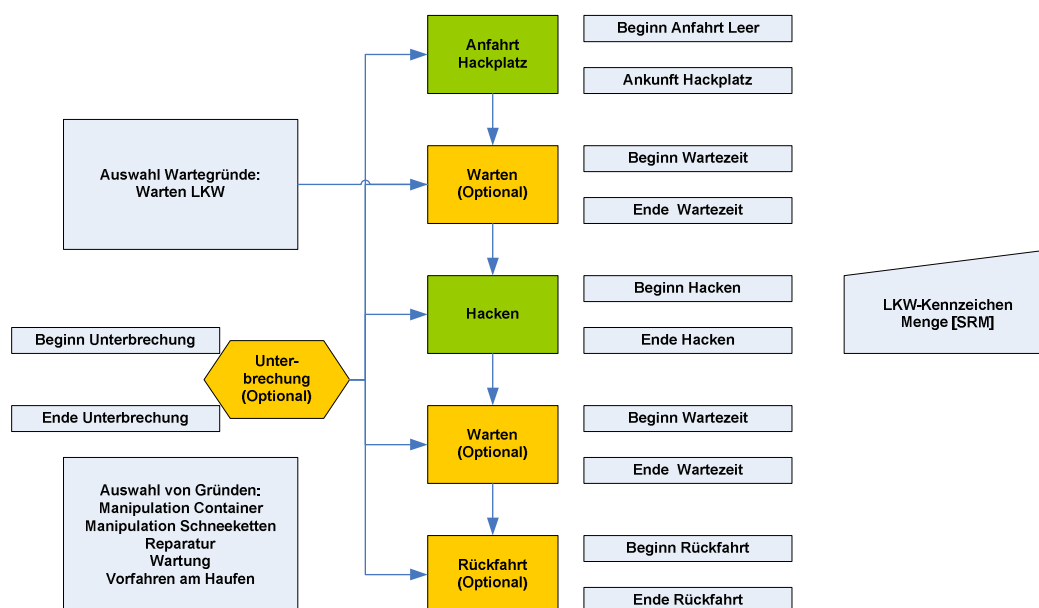 Anfahrt
Hackplatz
Beginn Anfahrt Leer
Ankunft Hackplatz
Auswahl Wartegründe:
Warten LKW
Warten
(Optional)
Beginn Wartezeit
Ende Wartezeit
Hacken
Beginn Hacken
Ende Hacken
LKW-Kennzeichen
Menge [SRM]
Beginn Unterbrechung
Unter-
brechung
(Optional)
Ende Unterbrechung
Warten
(Optional)
Beginn Wartezeit
Ende Wartezeit
Auswahl von Gründen:
Manipulation Container
Manipulation Schneeketten
Reparatur
Wartung
Vorfahren am Haufen
Rückfahrt
(Optional)
Beginn Rückfahrt
Ende Rückfahrt